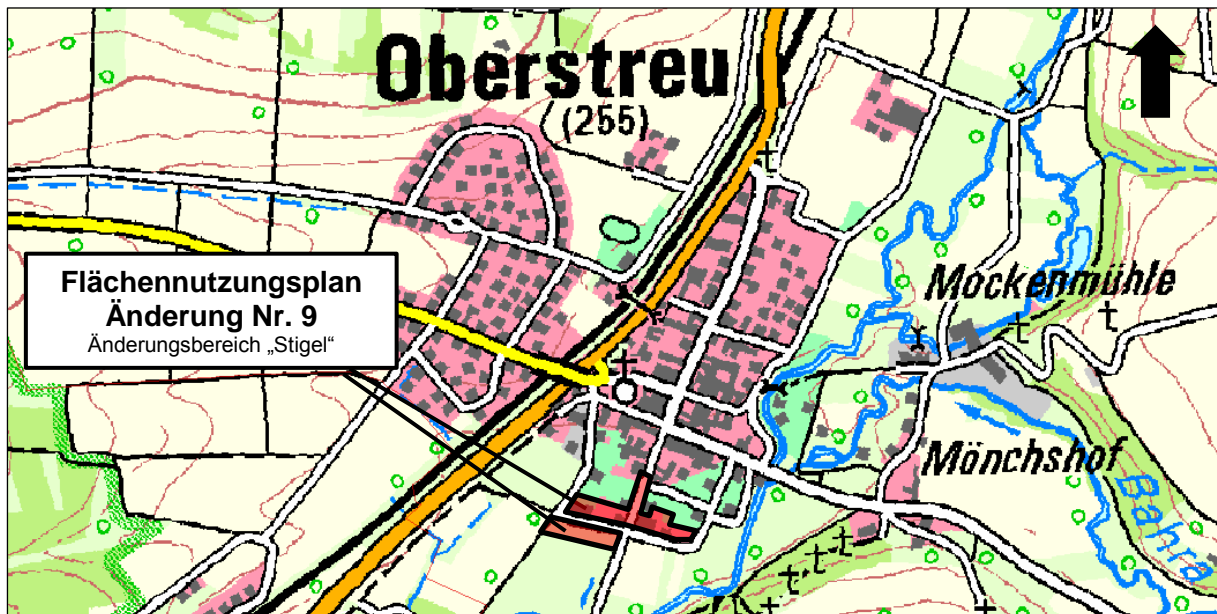 Oberstreu
(255)
Flächennutzungsplan
Änderung Nr. 9
Änderungsbereich „Stigel“
Mockenmühle
Mönchshof
Bahra